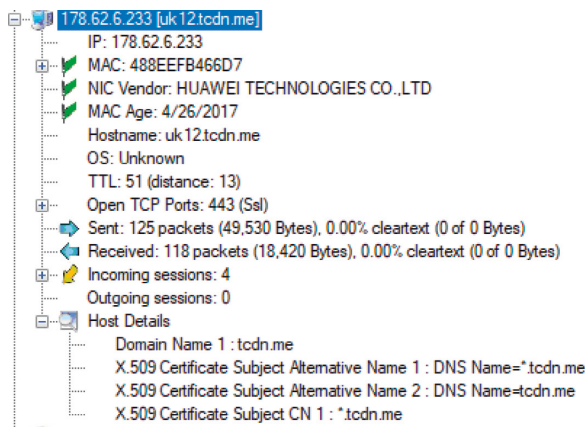 178.62.6.233 [uk12.tcdn.me]
IP: 178.62.6.233
MAC: 488EEFB466D7
NIC Vendor: HUAWEI TECHNOLOGIES CO.,LTD
MAC Age: 4/26/2017
Hostname: uk12.tcdn.me
OS: Unknown
TTL: 51 (distance: 13)
Open TCP Ports: 443 (Ssl)
Sent: 125 packets (49,530 Bytes), 0.00% cleartext (0 of 0 Bytes)
Received: 118 packets (18,420 Bytes), 0.00% cleartext (0 of 0 Bytes)
Incoming sessions: 4
Outgoing sessions: 0
Host Details
Domain Name 1 : tcdn.me
X.509 Certificate Subject Alternative Name 1 : DNS Name=*.tcdn.me
X.509 Certificate Subject Alternative Name 2 : DNS Name=tcdn.me
X.509 Certificate Subject CN 1 : *.tcdn.me